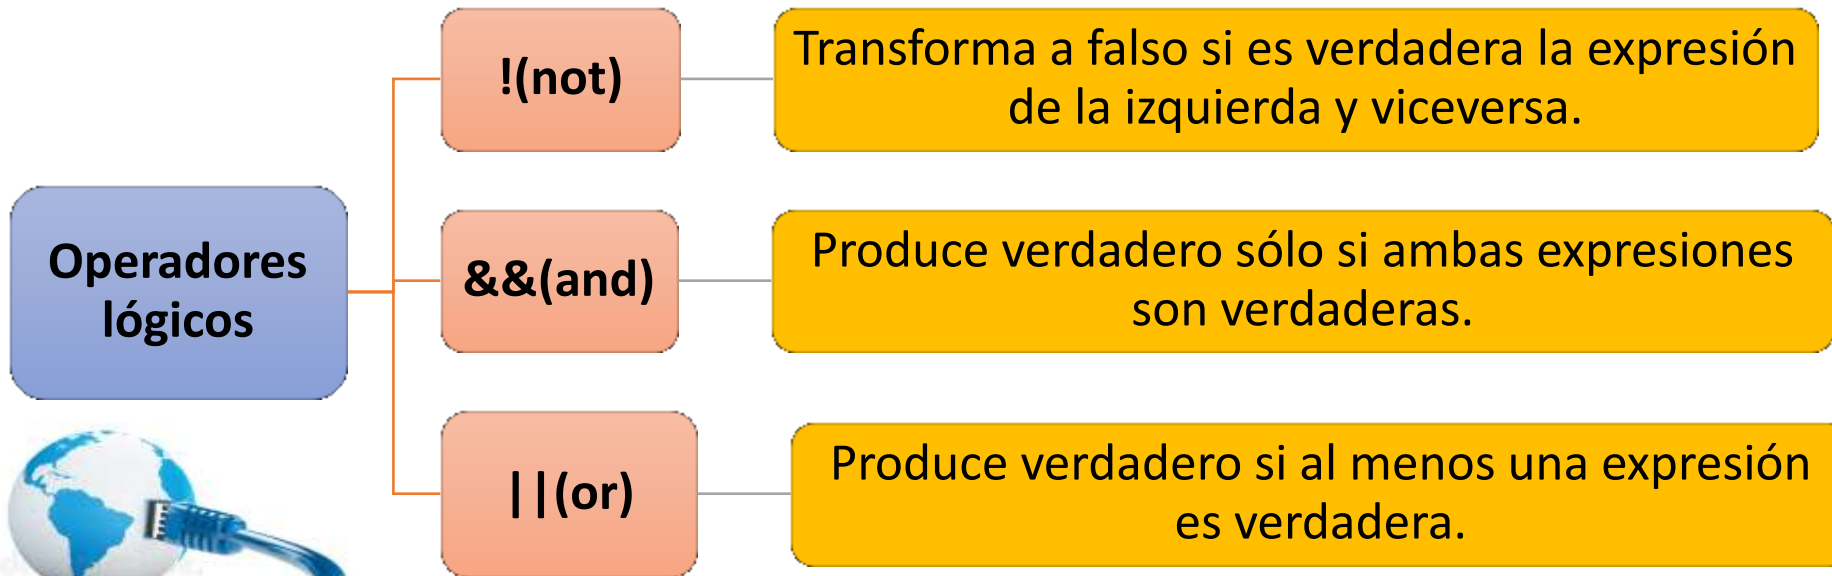 Operadores
lógicos
!(not)
Transforma a falso si es verdadera la expresión
de la izquierda y viceversa.
&&(and)
Produce verdadero sólo si ambas expresiones
son verdaderas.
||(or)
Produce verdadero si al menos una expresión
es verdadera.